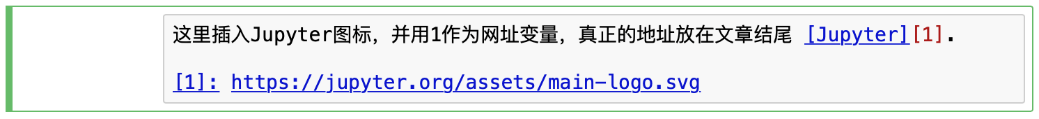 这里插入Jupyter图标，并用1作为网址变量，真正的地址放在文章结尾 [Jupyter][1].
[1]: https://jupyter.org/assets/main-logo.svg